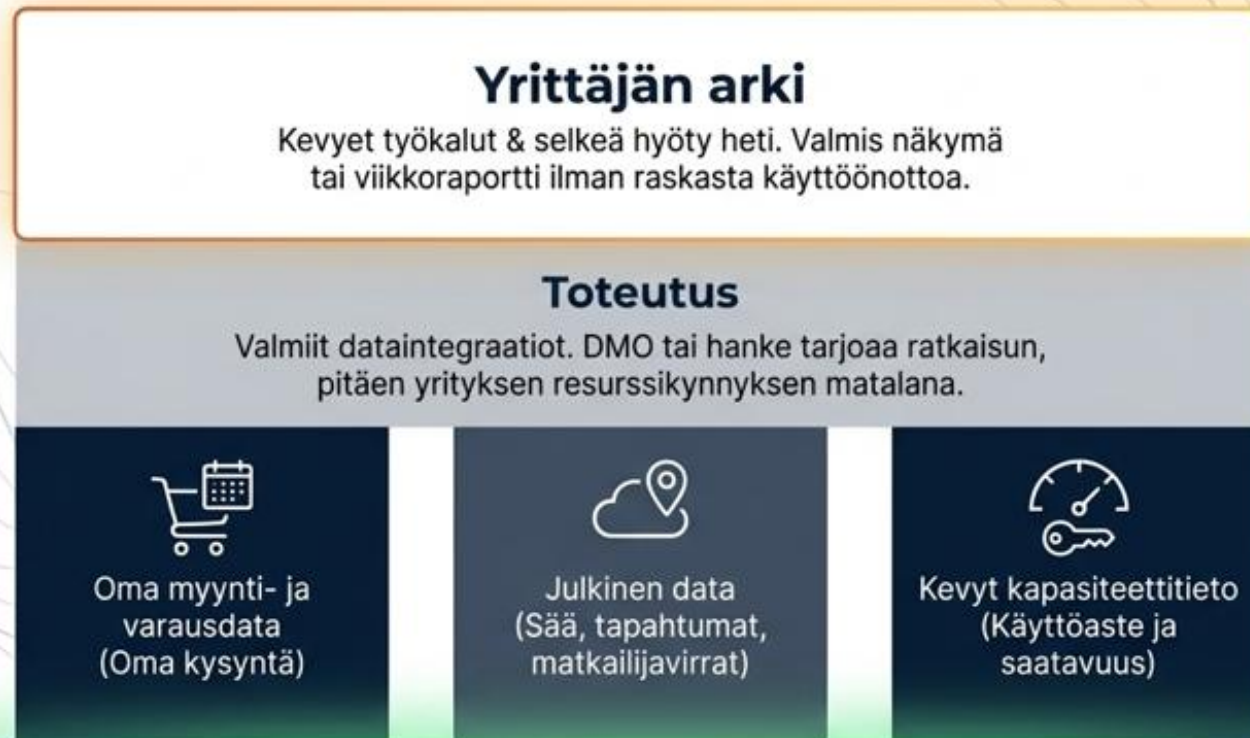 Yrittäjän arki
Kevyet työkalut & selkeä hyöty heti. Valmis näkymä
tai viikkoraportti ilman raskasta käyttöönottoa.
Toteutus
Valmiit dataintegraatiot. DMO tai hanke tarjoaa ratkaisun,
pitäen yrityksen resurssikynnyksen matalana.
Oma myynti- ja
varausdata
(Oma kysyntä)
Julkinen data
(Sää, tapahtumat,
matkailijavirrat)
Kevyt kapasiteettitieto
(Käyttöaste ja
saatavuus)